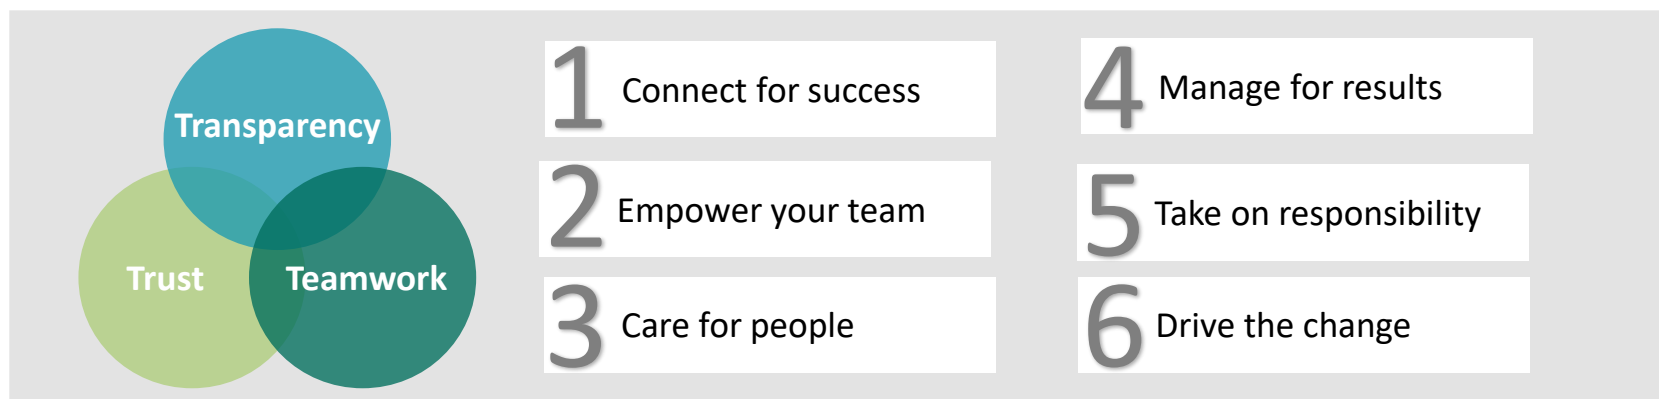 Transparency
Trust
Teamwork
1 Connect for success
2 Empower your team
3 Care for people
4 Manage for results
5 Take on responsibility
6 Drive the change